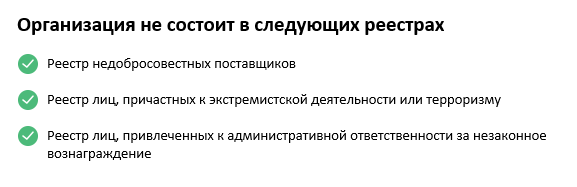 Организация не состоит в следующих реестрах
Реестр недобросовестных поставщиков
Реестр лиц, причастных к экстремистской деятельности или терроризму
Реестр лиц, привлеченных к административной ответственности за незаконное
вознаграждение